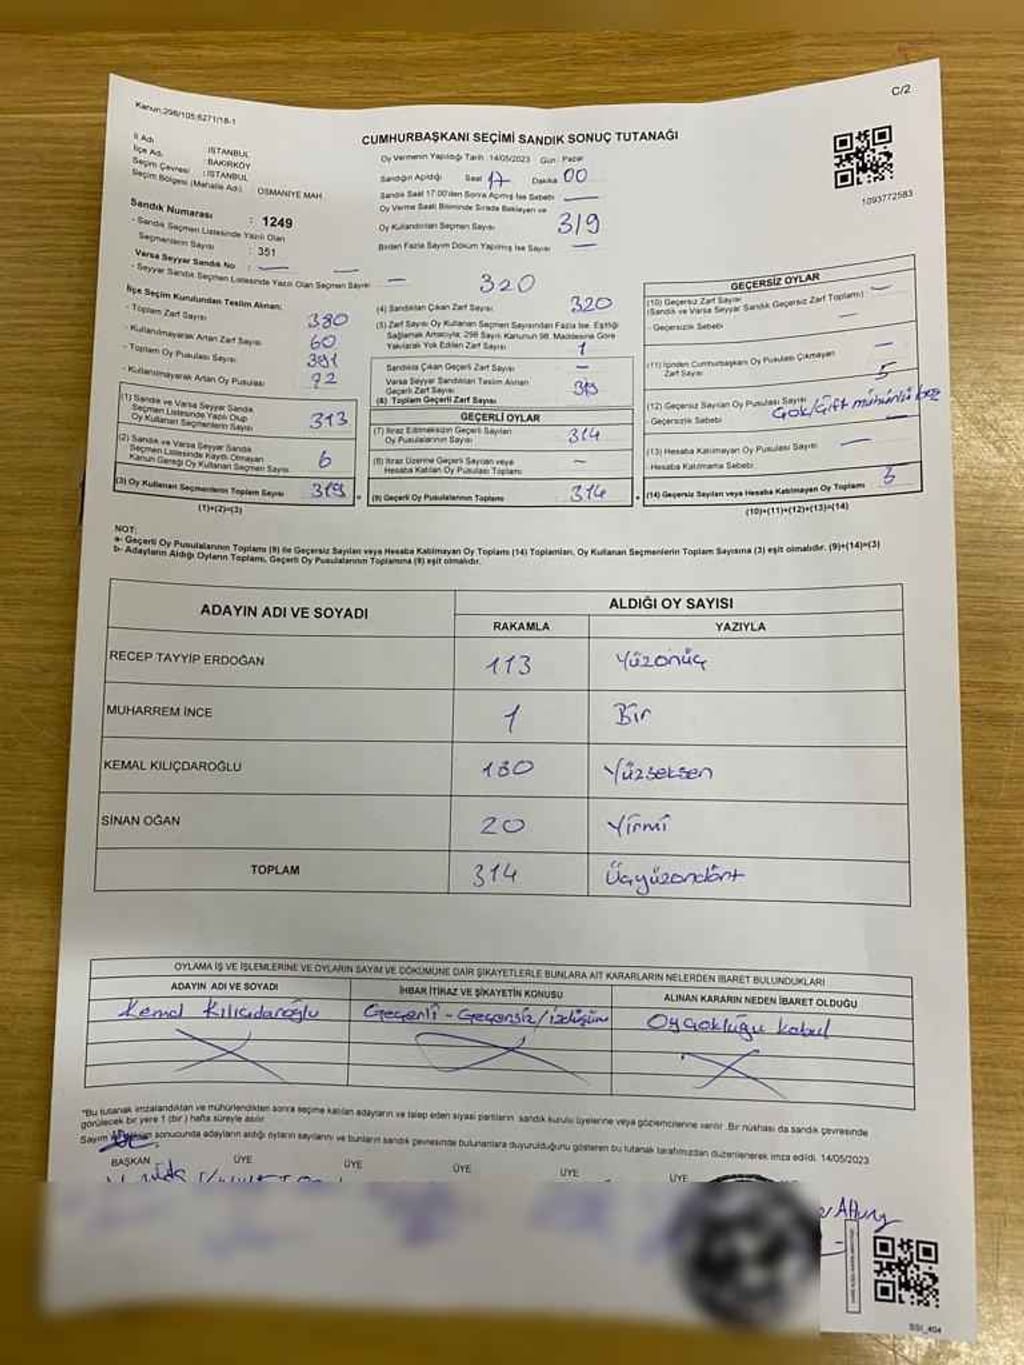 C/2
Kanun:298/105;6271/18-1
CUMHURBAŞKANI SEÇİMİ SANDIK SONUÇ TUTANAĞI
İl Adı : İSTANBUL
İlçe Adı : BAKIRKÖY
Seçim Çevresi : İSTANBUL
Seçim Bölgesi (Mahalle Adı) : OSMANİYE MAH.
Oy Vermenin Yapıldığı Tarih : 14/05/2023 Gün : Pazar
Sandığın Açıldığı Saat Dakika 00
Sandık Saat 17:00'den Sonra Açılmış İse Sebebi
Oy Verme Saati Bitiminde Sırada Bekleyen ve
Oy Kullandırılan Seçmen Sayısı 319
Birden Fazla Sayım Döküm Yapılmış İse Sayısı —
1093772583
Sandık Numarası : 1249
- Sandık Seçmen Listesinde Yazılı Olan
Seçmenlerin Sayısı : 351
Varsa Seyyar Sandık No : —
- Seyyar Sandık Seçmen Listesinde Yazılı Olan Seçmen Sayısı —
320
İlçe Seçim Kurulundan Teslim Alınan:
- Toplam Zarf Sayısı 380
- Kullanılmayarak Artan Zarf Sayısı 60
- Toplam Oy Pusulası Sayısı 391
- Kullanılmayarak Artan Oy Pusulası 72
(1) Sandık ve Varsa Seyyar Sandık
Seçmen Listesinde Yazılı Olup
Oy Kullanan Seçmenlerin Sayısı 313
(2) Sandık ve Varsa Seyyar Sandık
Seçmen Listesinde Kayıtlı Olmayan
Kanun Gereği Oy Kullanan Seçmen Sayısı 6
(3) Oy Kullanan Seçmenlerin Toplam Sayısı 319
(1)+(2)=(3)
(4) Sandıktan Çıkan Zarf Sayısı 320
(5) Zarf Sayısı Oy Kullanan Seçmen Sayısından Fazla İse, Eşitliği
Sağlamak Amacıyla; 298 Sayılı Kanunun 98. Maddesine Göre
Yakılarak Yok Edilen Zarf Sayısı 1
Sandıkta Çıkan Geçerli Zarf Sayısı —
Varsa Seyyar Sandıktan Teslim Alınan
Geçerli Zarf Sayısı
(6) Toplam Geçerli Zarf Sayısı 319
GEÇERLİ OYLAR
(7) İtiraz Edilmeksizin Geçerli Sayılan
Oy Pusulalarının Sayısı 314
(8) İtiraz Üzerine Geçerli Sayılan veya
Hesaba Katılan Oy Pusulası Toplamı —
(9) Geçerli Oy Pusulalarının Toplamı 314
GEÇERSİZ OYLAR
(10) Geçersiz Zarf Sayısı —
(Sandık ve Varsa Seyyar Sandık Geçersiz Zarf Toplamı)
- Geçersizlik Sebebi —
(11) İçinden Cumhurbaşkanı Oy Pusulası Çıkmayan
Zarf Sayısı —
(12) Geçersiz Sayılan Oy Pusulası Sayısı 5
- Geçersizlik Sebebi Çok/Çift mühürlü
(13) Hesaba Katılmayan Oy Pusulası Sayısı —
Hesaba Katılmama Sebebi
(14) Geçersiz Sayılan veya Hesaba Katılmayan Oy Toplamı 5
(10)+(11)+(12)+(13)=(14)
NOT:
a- Geçerli Oy Pusulalarının Toplamı (9) ile Geçersiz Sayılan veya Hesaba Katılmayan Oy Toplamı (14) Toplamları, Oy Kullanan Seçmenlerin Toplam Sayısına (3) eşit olmalıdır. (9)+(14)=(3)
b- Adayların Aldığı Oyların Toplamı, Geçerli Oy Pusulalarının Toplamına (9) eşit olmalıdır.
ADAYIN ADI VE SOYADI ALDIĞI OY SAYISI
RAKAMLA YAZIYLA
RECEP TAYYİP ERDOĞAN 113 Yüzonüç
MUHARREM İNCE 1 Bir
KEMAL KILIÇDAROĞLU 180 Yüzseksen
SİNAN OĞAN 20 Yirmi
TOPLAM 314 Üçyüzondört
OYLAMA İŞ VE İŞLEMLERİNE VE OYLARIN SAYIM VE DÖKÜMÜNE DAİR ŞİKAYETLERLE BUNLARA AİT KARARLARIN NELERDEN İBARET BULUNDUKLARI
ADAYIN ADI VE SOYADI İHBAR İTİRAZ VE ŞİKAYETİN KONUSU ALINAN KARARIN NEDEN İBARET OLDUĞU
Kemal Kılıçdaroğlu Geçerli-Geçersiz/izdüşüm Oyçokluğu kabul
*Bu tutanak imzalandıktan ve mühürlendikten sonra seçime katılan adayların ve talep eden siyasi partilerin sandık kurulu üyelerine veya gözlemcilerine verilir. Bir nüshası da sandık çevresinde
görülecek bir yere 1 (bir) hafta süreyle asılır.
Sayım sonucunda adayların aldığı oyların sayılarını ve bunların sandık çevresinde bulunanlara duyurulduğunu gösteren bu tutanak tarafımızdan düzenlenerek imza edildi. 14/05/2023
BAŞKAN ÜYE ÜYE ÜYE ÜYE ÜYE
SSI_404